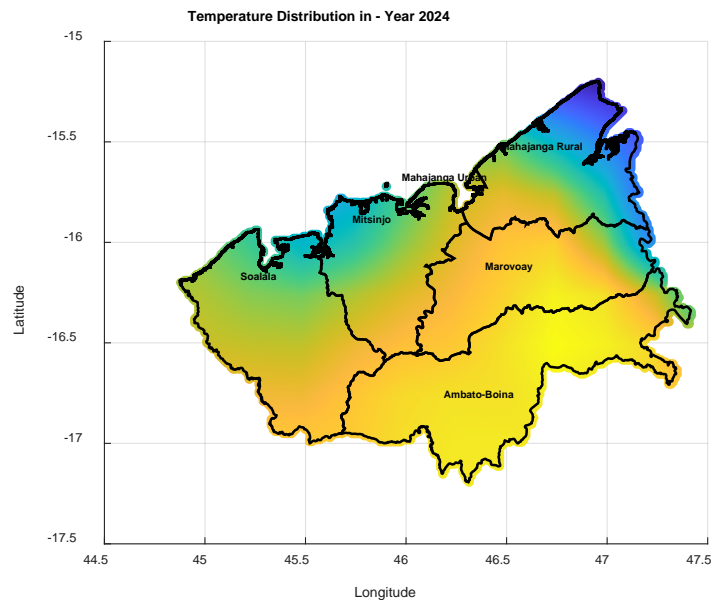 Temperature Distribution in - Year 2024
-15
-15.5
-16
-16.5
-17
-17.5
Latitude
Mahajanga Rural
Mahajanga Urban
Mitsinjo
Marovoay
Soalala
Ambato-Boina
44.5 45 45.5 46 46.5 47 47.5
Longitude